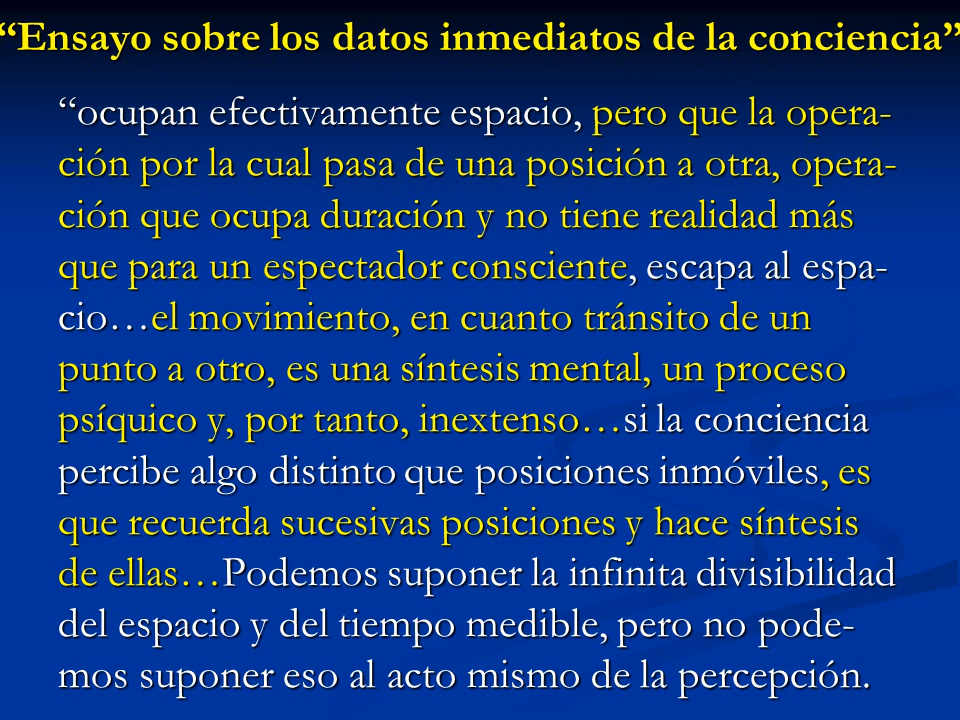 “Ensayo sobre los datos inmediatos de la conciencia”
“ocupan efectivamente espacio, pero que la opera-
ción por la cual pasa de una posición a otra, opera-
ción que ocupa duración y no tiene realidad más
que para un espectador consciente, escapa al espa-
cio…el movimiento, en cuanto tránsito de un
punto a otro, es una síntesis mental, un proceso
psíquico y, por tanto, inextenso…si la conciencia
percibe algo distinto que posiciones inmóviles, es
que recuerda sucesivas posiciones y hace síntesis
de ellas…Podemos suponer la infinita divisibilidad
del espacio y del tiempo medible, pero no pode-
mos suponer eso al acto mismo de la percepción.